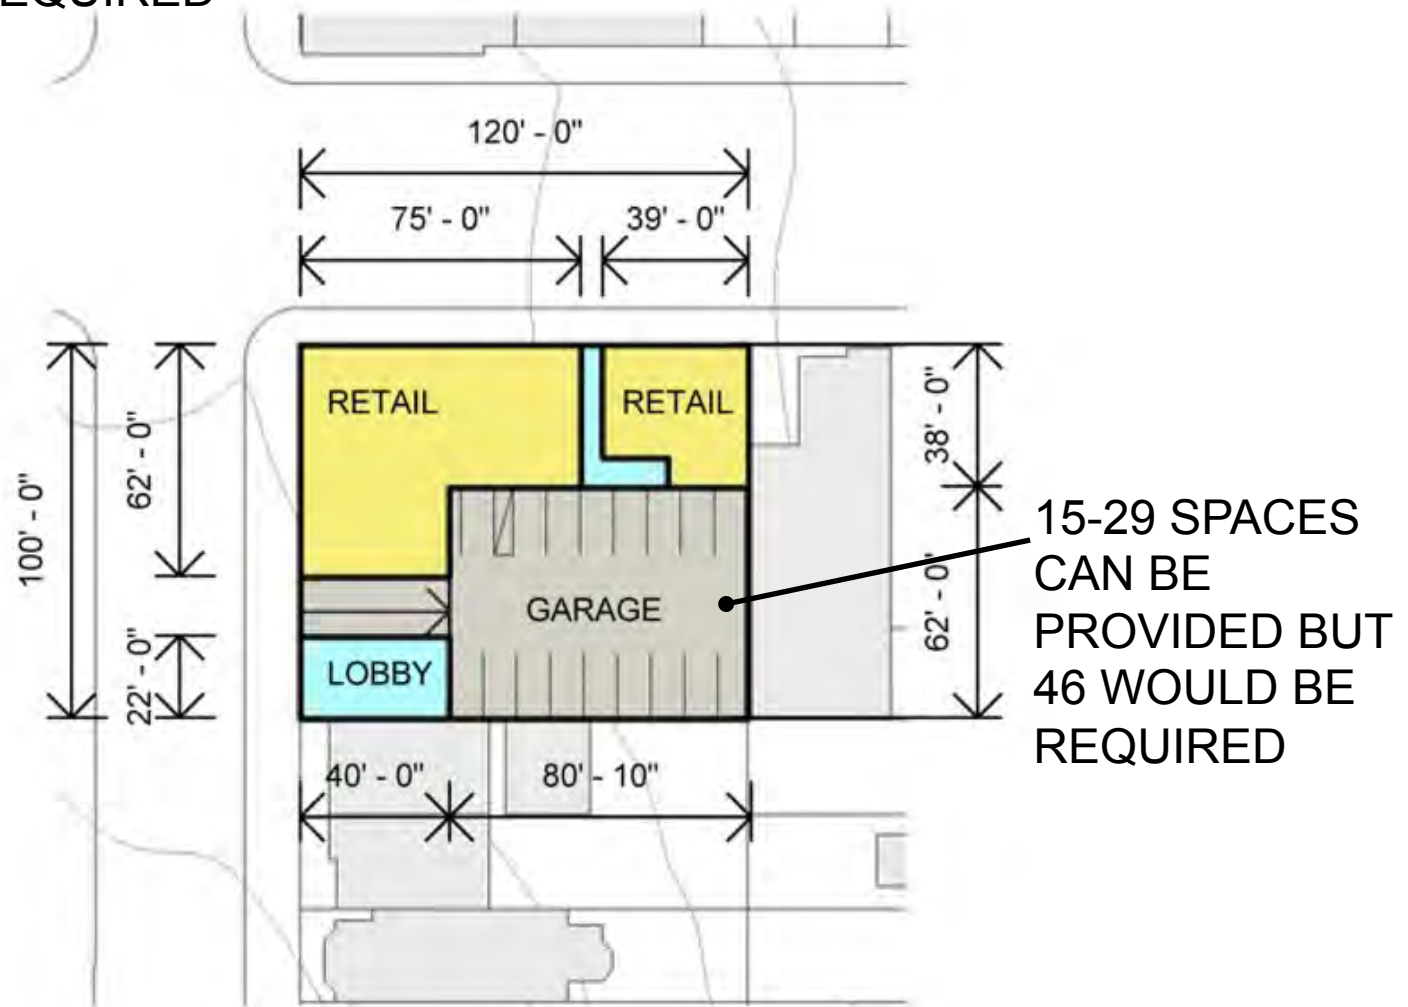 REQUIRED
120' - 0"
75' - 0"
39' - 0"
RETAIL
RETAIL
38' - 0"
62' - 0"
100' - 0"
15-29 SPACES
CAN BE
PROVIDED BUT
46 WOULD BE
REQUIRED
62' - 0"
GARAGE
22' - 0"
LOBBY
40' - 0"
80' - 10"